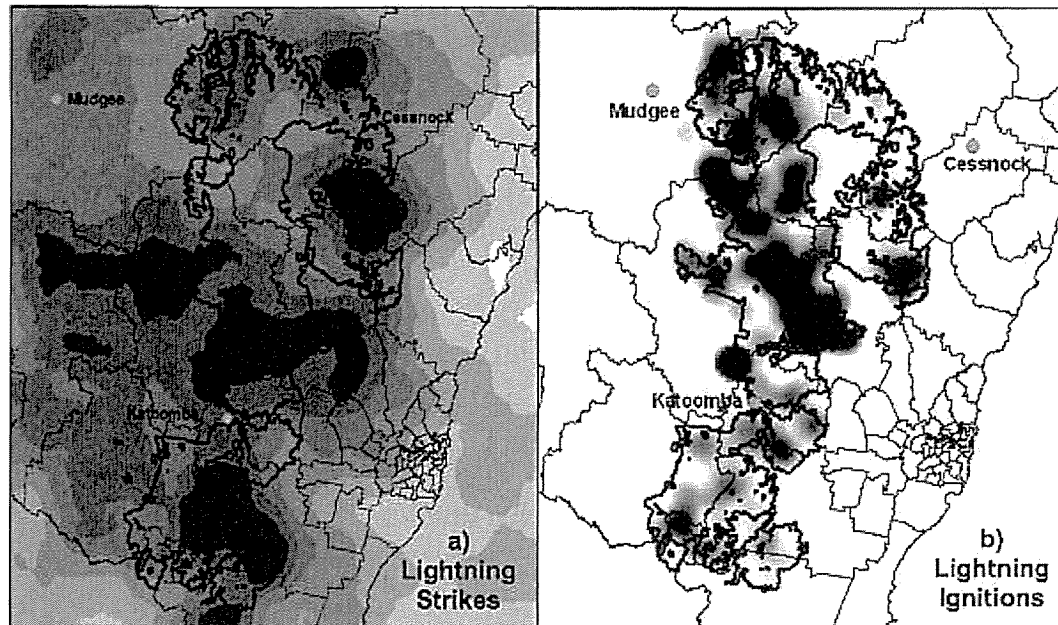 Mudgee
Cessnock
Katoomba
a)
Lightning
Strikes
Mudgee
Cessnock
Katoomba
b)
Lightning
Ignitions